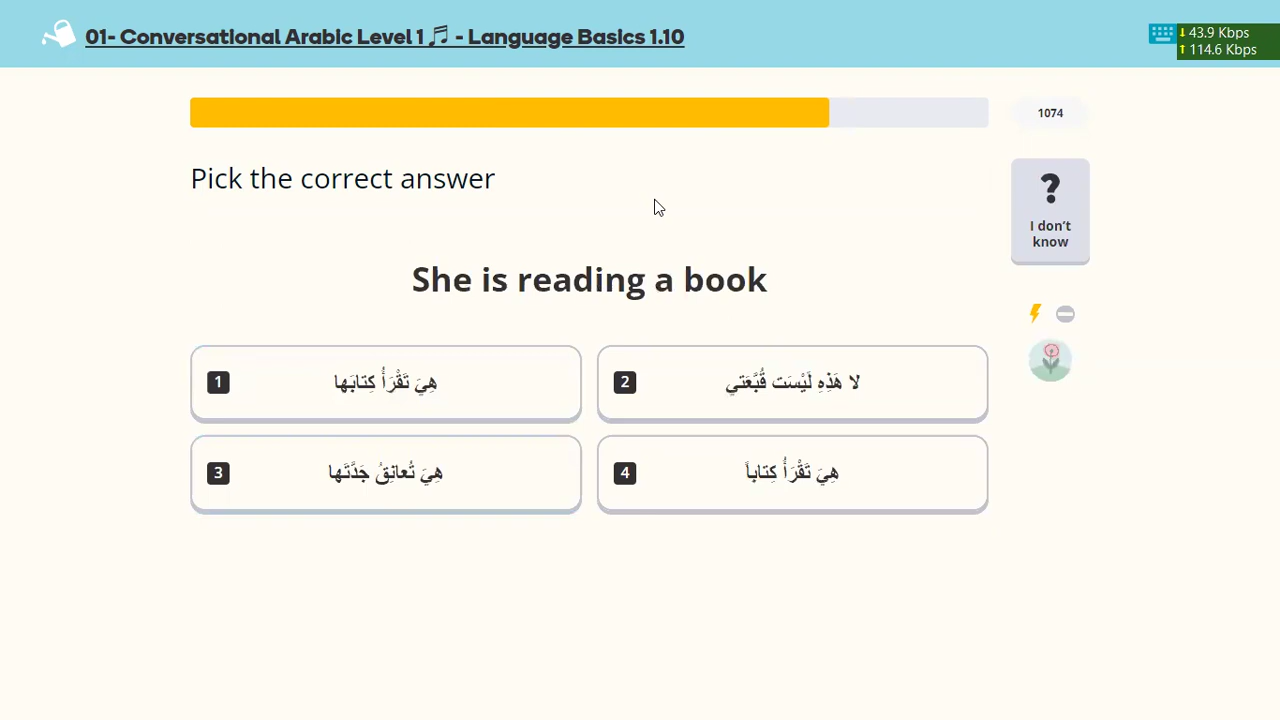 01- Conversational Arabic Level 1 🎵 - Language Basics 1.10
↓ 43.9 Kbps
↑ 114.6 Kbps
1074
Pick the correct answer
?
I don't
know
She is reading a book
1 هِيَ تَقْرَأُ كِتابَها
2 لا هَذِهِ لَيْسَت قُبَّعَتي
3 هِيَ تُعانِقُ جَدَّتَها
4 هِيَ تَقْرَأُ كِتاباً